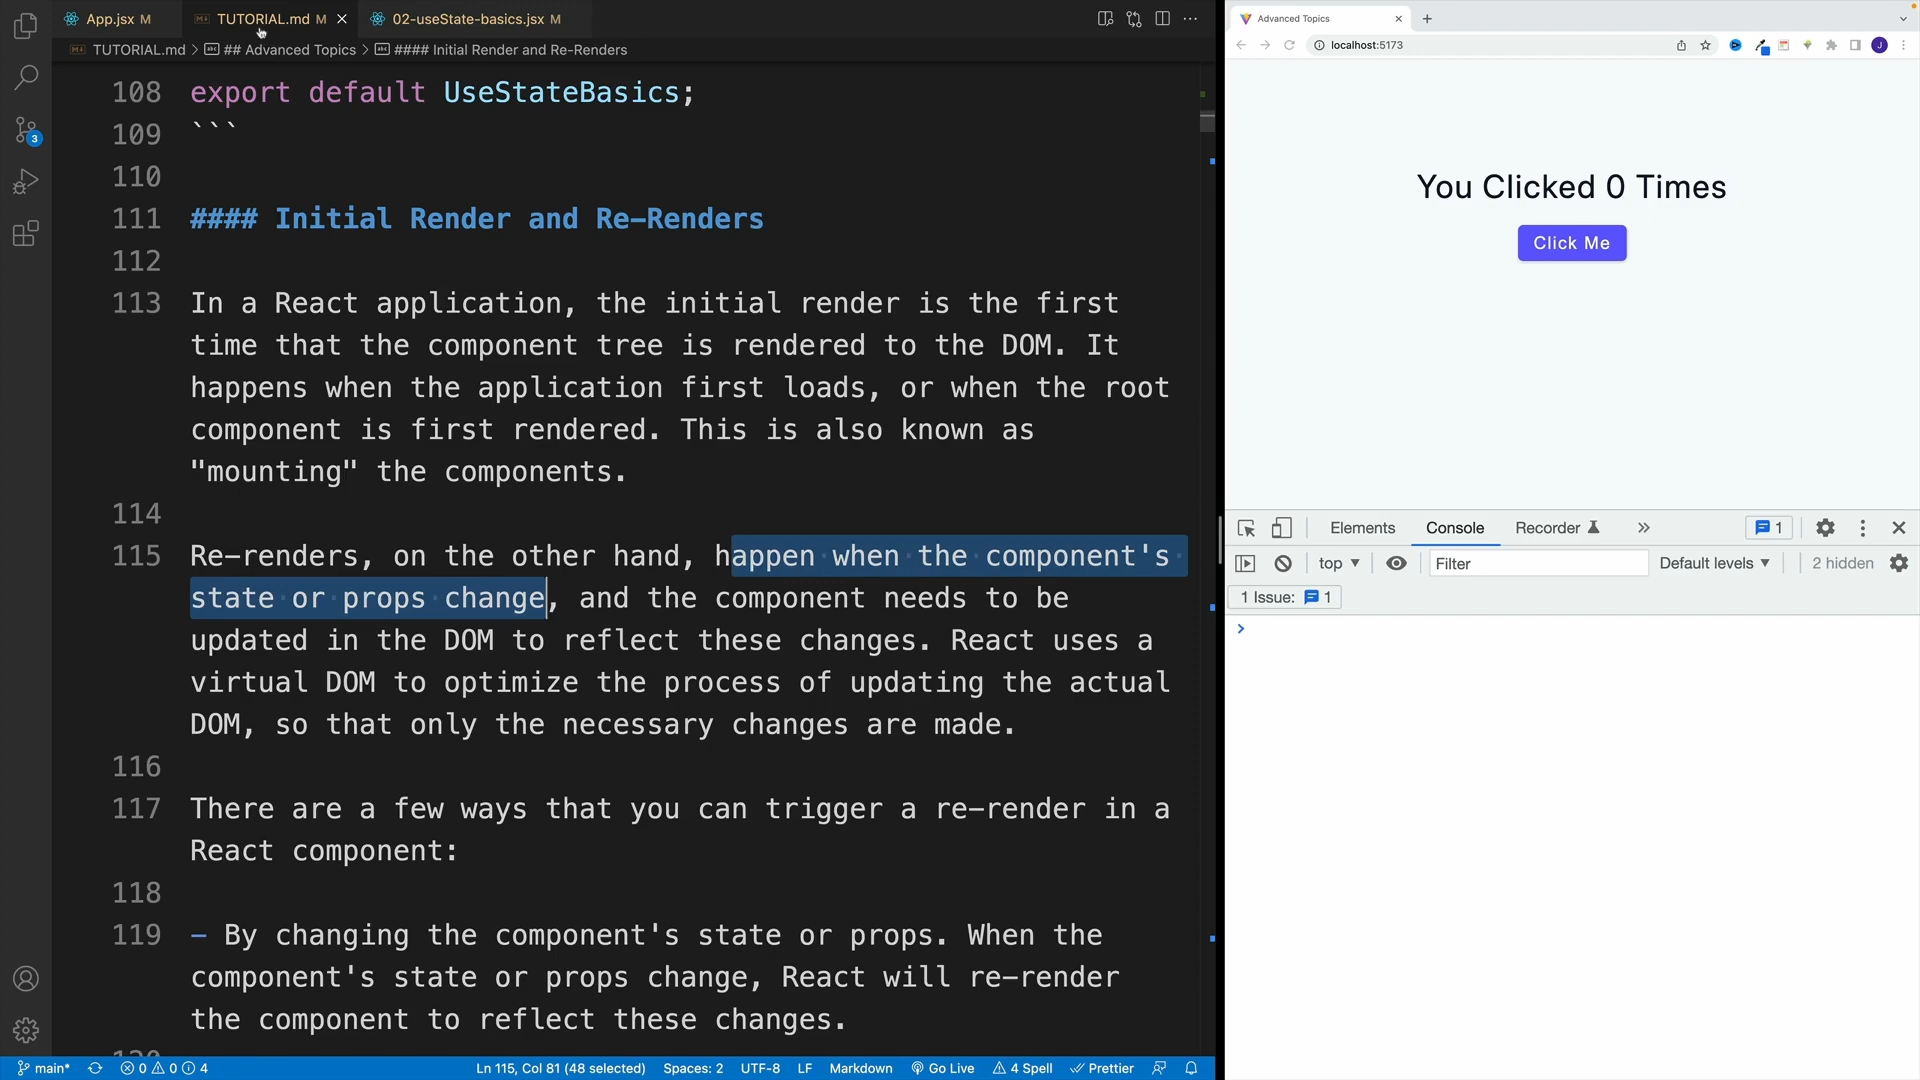 App.jsx M
TUTORIAL.md M
02-useState-basics.jsx M
TUTORIAL.md > ## Advanced Topics > #### Initial Render and Re-Renders
108 export default UseStateBasics;
109 ```
110
111 #### Initial Render and Re-Renders
112
113 In a React application, the initial render is the first
time that the component tree is rendered to the DOM. It
happens when the application first loads, or when the root
component is first rendered. This is also known as
"mounting" the components.
114
115 Re-renders, on the other hand, happen when the component's
state or props change, and the component needs to be
updated in the DOM to reflect these changes. React uses a
virtual DOM to optimize the process of updating the actual
DOM, so that only the necessary changes are made.
116
117 There are a few ways that you can trigger a re-render in a
React component:
118
119 - By changing the component's state or props. When the
component's state or props change, React will re-render
the component to reflect these changes.
120
3
main* 0 0 4 Ln 115, Col 81 (48 selected) Spaces: 2 UTF-8 LF Markdown Go Live 4 Spell Prettier
Advanced Topics
localhost:5173
J
You Clicked 0 Times
Click Me
Elements Console Recorder 1
top Filter Default levels 2 hidden
1 Issue: 1